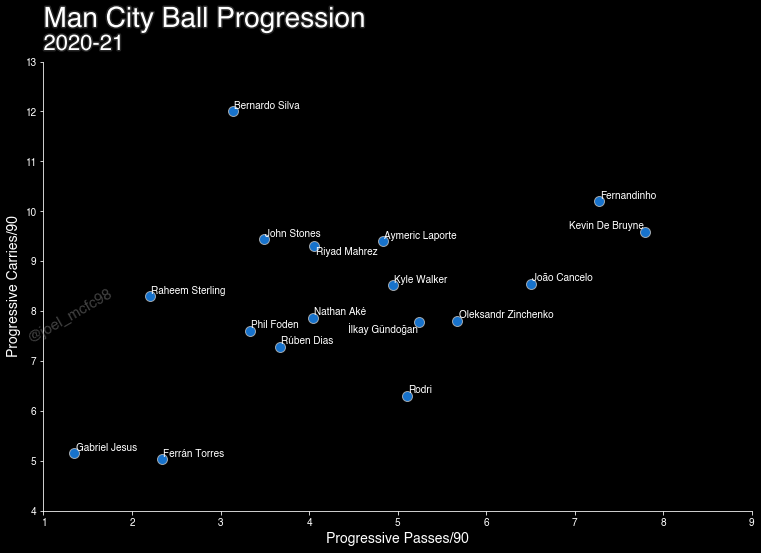 Man City Ball Progression
2020-21
13
12
11
10
9
8
7
6
5
4
Progressive Carries/90
@joel_mcfc98
Bernardo Silva
Fernandinho
Kevin De Bruyne
John Stones
Aymeric Laporte
Riyad Mahrez
Kyle Walker
João Cancelo
Raheem Sterling
Nathan Aké
Oleksandr Zinchenko
Phil Foden
İlkay Gündoğan
Rúben Dias
Rodri
Gabriel Jesus
Ferrán Torres
1 2 3 4 5 6 7 8 9
Progressive Passes/90